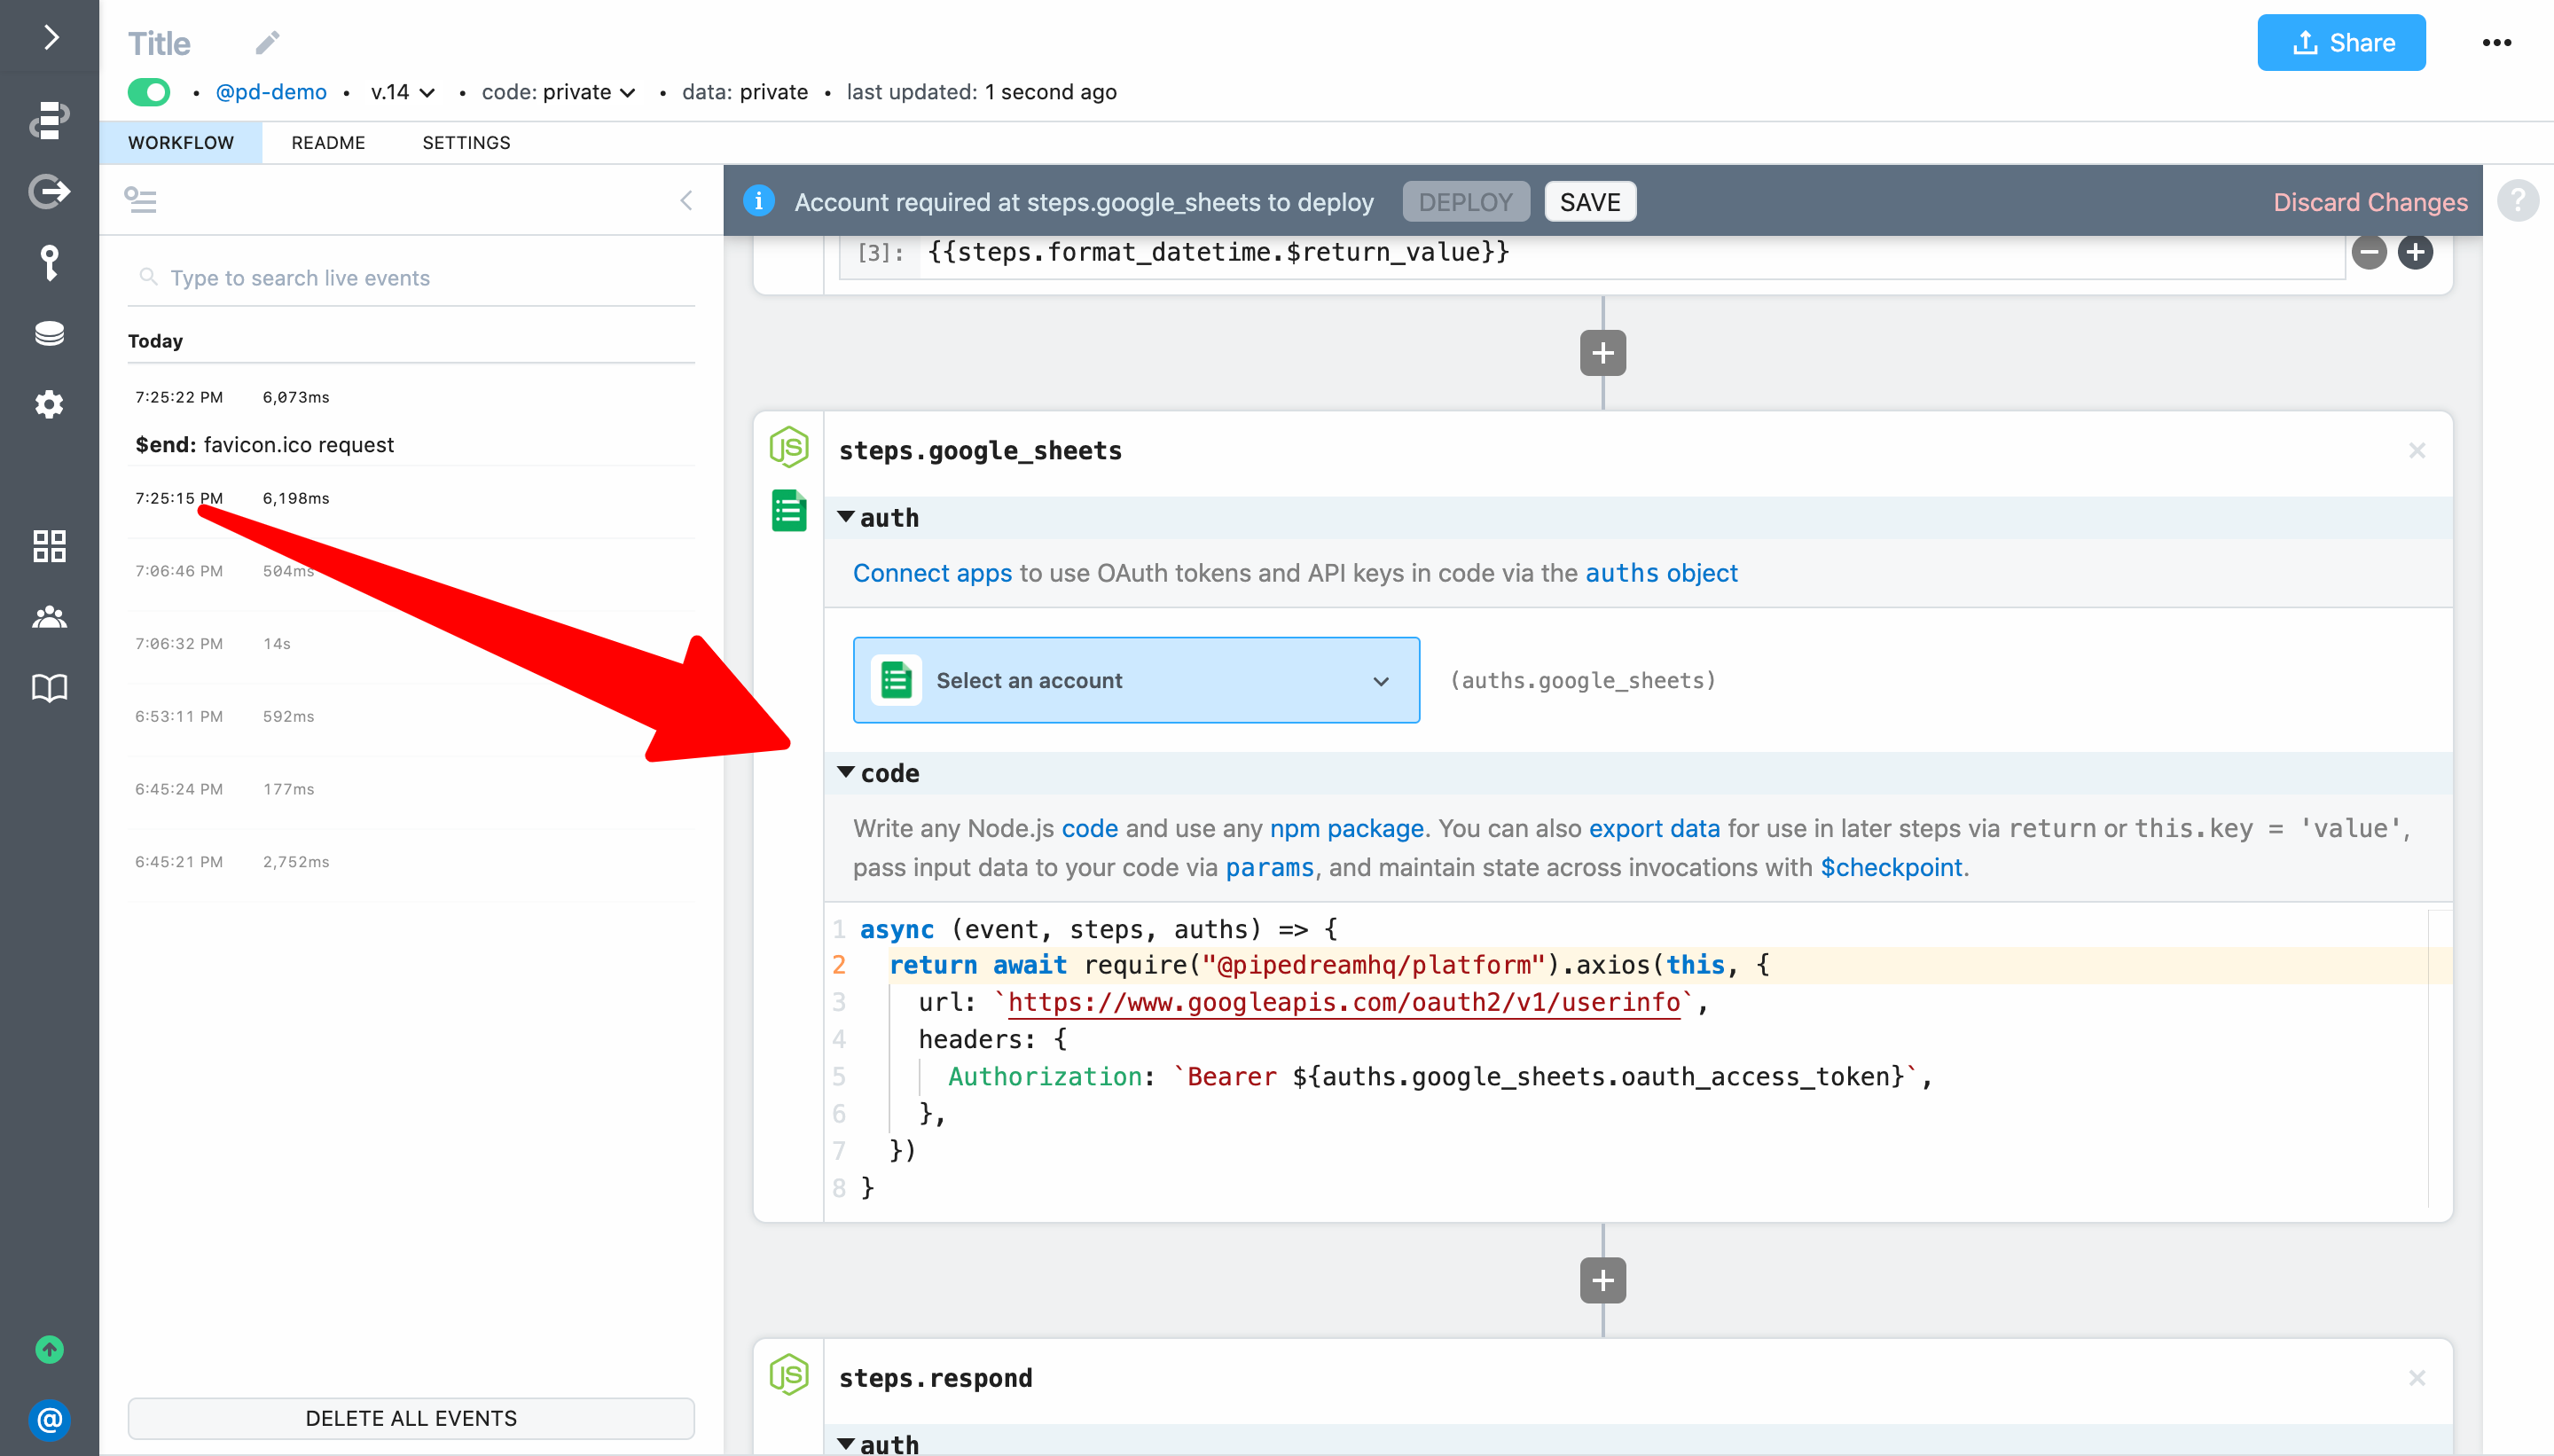 Title
Share
•••
• @pd-demo • v.14 • code: private • data: private • last updated: 1 second ago
WORKFLOW README SETTINGS
i Account required at steps.google_sheets to deploy DEPLOY SAVE Discard Changes ?
Type to search live events
Today
7:25:22 PM 6,073ms
$end: favicon.ico request
7:25:15 PM 6,198ms
7:06:46 PM 504ms
7:06:32 PM 14s
6:53:11 PM 592ms
6:45:24 PM 177ms
6:45:21 PM 2,752ms
DELETE ALL EVENTS
@
[3]: {{steps.format_datetime.$return_value}}
JS
steps.google_sheets
auth
Connect apps to use OAuth tokens and API keys in code via the auths object
Select an account (auths.google_sheets)
code
Write any Node.js code and use any npm package. You can also export data for use in later steps via return or this.key = 'value',
pass input data to your code via params, and maintain state across invocations with $checkpoint.
1 async (event, steps, auths) => {
2 return await require("@pipedreamhq/platform").axios(this, {
3 url: `https://www.googleapis.com/oauth2/v1/userinfo`,
4 headers: {
5 Authorization: `Bearer ${auths.google_sheets.oauth_access_token}`,
6 },
7 })
8 }
JS
steps.respond
auth